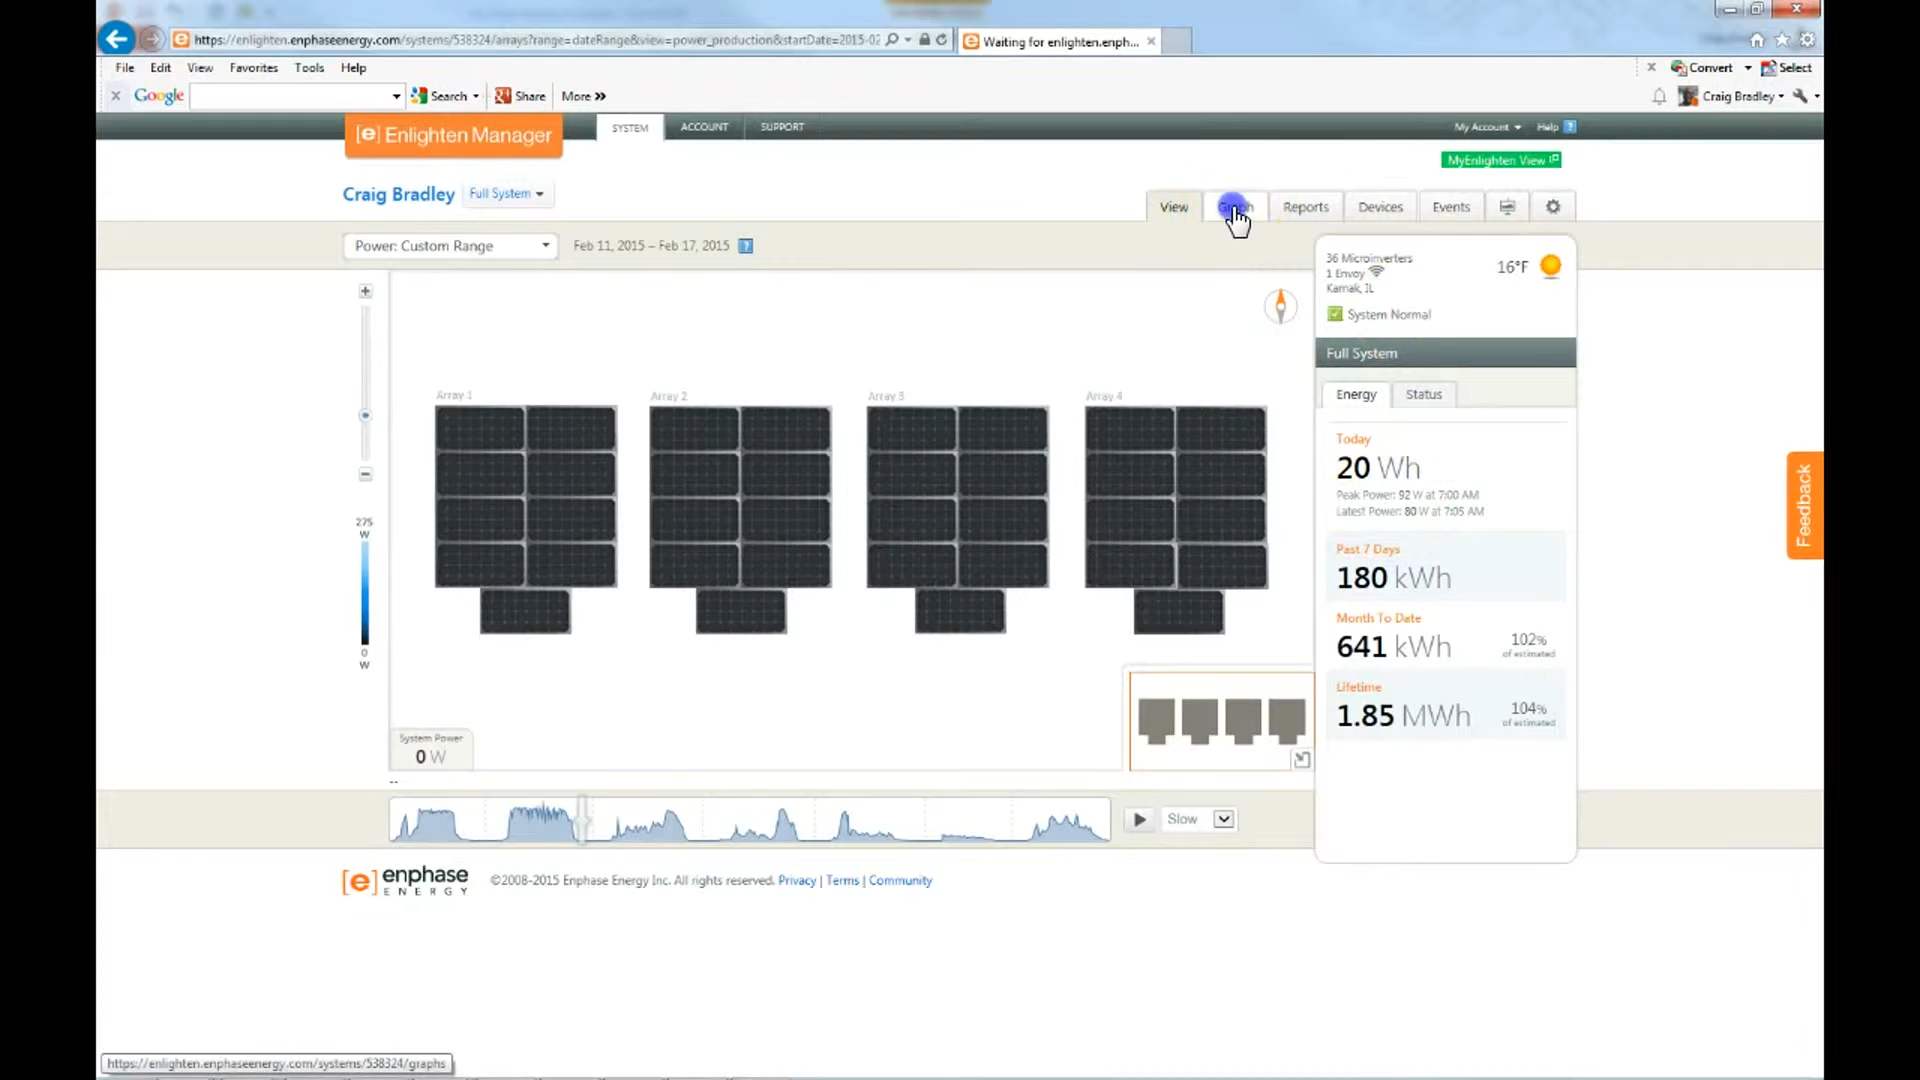 https://enlighten.enphaseenergy.com/systems/538324/arrays?range=dateRange&view=power_production&startDate=2015-02
Waiting for enlighten.enph...
File Edit View Favorites Tools Help
Convert Select
Google Search Share More »
Craig Bradley
[e] Enlighten Manager
SYSTEM ACCOUNT SUPPORT
My Account Help ?
MyEnlighten View
Craig Bradley Full System
View Graph Reports Devices Events
Power: Custom Range Feb 11, 2015 – Feb 17, 2015 ?
36 Microinverters
1 Envoy
Karnak, IL
16°F
System Normal
Full System
Energy Status
Today
20 Wh
Peak Power: 92 W at 7:00 AM
Latest Power: 80 W at 7:05 AM
Past 7 Days
180 kWh
Month To Date
641 kWh
102%
of estimated
Lifetime
1.85 MWh
104%
of estimated
Array 1 Array 2 Array 3 Array 4
275
W
0
W
System Power
0 W
--
Slow
Feedback
[e] enphase
ENERGY
©2008-2015 Enphase Energy Inc. All rights reserved. Privacy | Terms | Community
https://enlighten.enphaseenergy.com/systems/538324/graphs